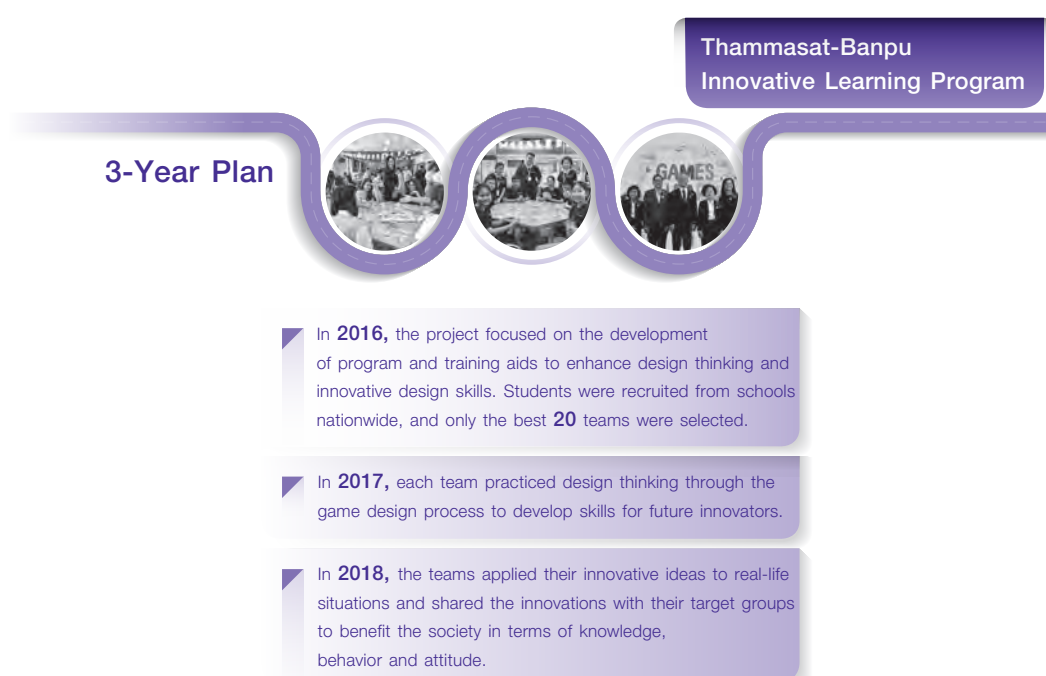 Thammasat-Banpu
Innovative Learning Program
3-Year Plan
GAMES
In 2016, the project focused on the development
of program and training aids to enhance design thinking and
innovative design skills. Students were recruited from schools
nationwide, and only the best 20 teams were selected.
In 2017, each team practiced design thinking through the
game design process to develop skills for future innovators.
In 2018, the teams applied their innovative ideas to real-life
situations and shared the innovations with their target groups
to benefit the society in terms of knowledge,
behavior and attitude.